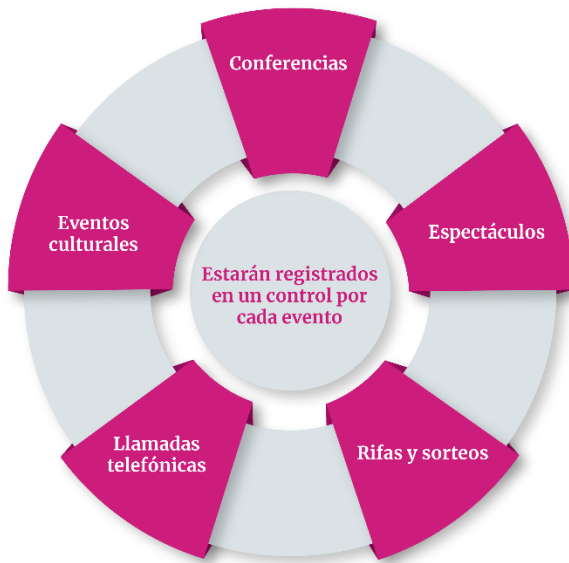 Conferencias
Espectáculos
Rifas y sorteos
Llamadas
telefónicas
Eventos
culturales
Estarán registrados
en un control por
cada evento